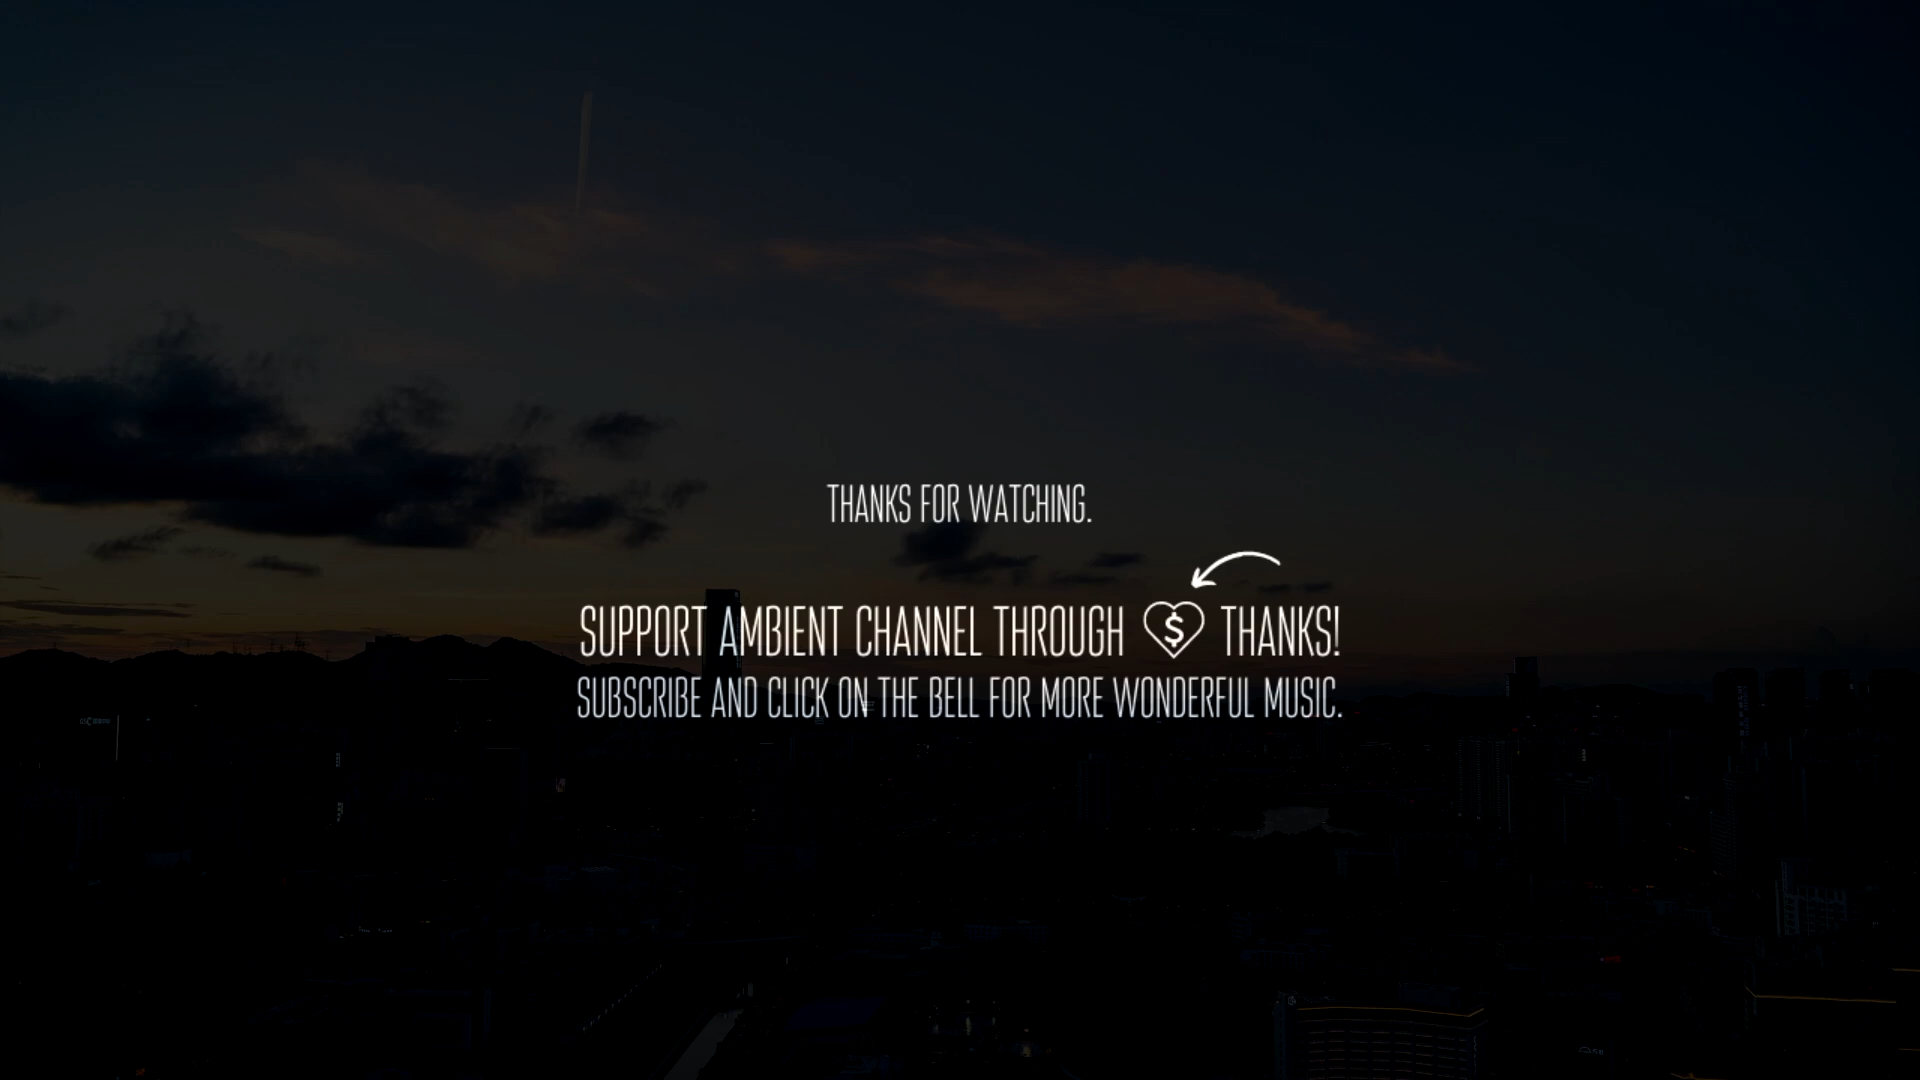 THANKS FOR WATCHING.
SUPPORT AMBIENT CHANNEL THROUGH $ THANKS!
SUBSCRIBE AND CLICK ON THE BELL FOR MORE WONDERFUL MUSIC.